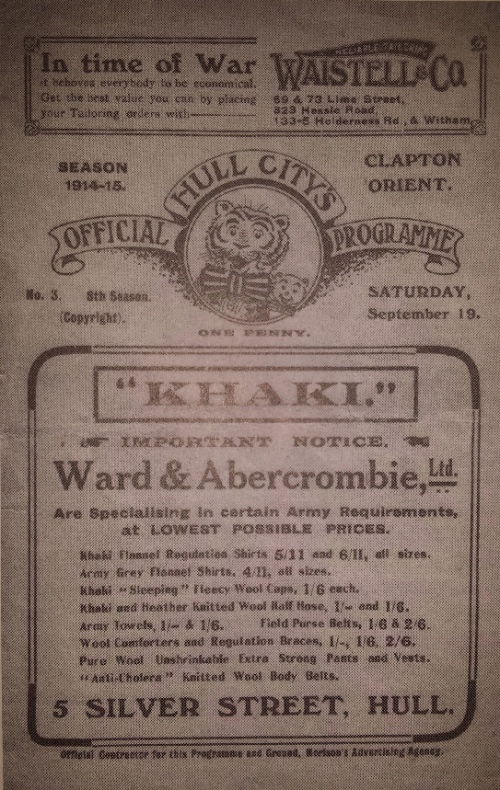 In time of War
it behoves everybody to be economical.
Get the best value you can by placing
your Tailoring orders with
RELIABLE TAILORING
WAISTELL & Co.
69 & 73 Lime Street,
323 Hessle Road,
133-5 Holderness Rd., & Witham.
SEASON
1914-15.
CLAPTON
ORIENT.
HULL CITY'S
OFFICIAL PROGRAMME
No. 3. 8th Season.
(Copyright).
SATURDAY,
September 19.
ONE PENNY.
"KHAKI."
IMPORTANT NOTICE.
Ward & Abercrombie, Ltd.
Are Specialising in certain Army Requirements,
at LOWEST POSSIBLE PRICES.
Khaki Flannel Regulation Shirts 5/11 and 6/11, all sizes.
Army Grey Flannel Shirts, 4/11, all sizes.
Khaki "Sleeping" Fleecy Wool Caps, 1/6 each.
Khaki and Heather Knitted Wool Half Hose, 1/- and 1/6.
Army Towels, 1/- & 1/6. Field Purse Belts, 1/6 & 2/6.
Wool Comforters and Regulation Braces, 1/-, 1/6, 2/6.
Pure Wool Unshrinkable Extra Strong Pants and Vests.
"Anti-Cholera" Knitted Wool Body Belts.
5 SILVER STREET, HULL.
Official Contractor for this Programme and Ground, Morison's Advertising Agency.